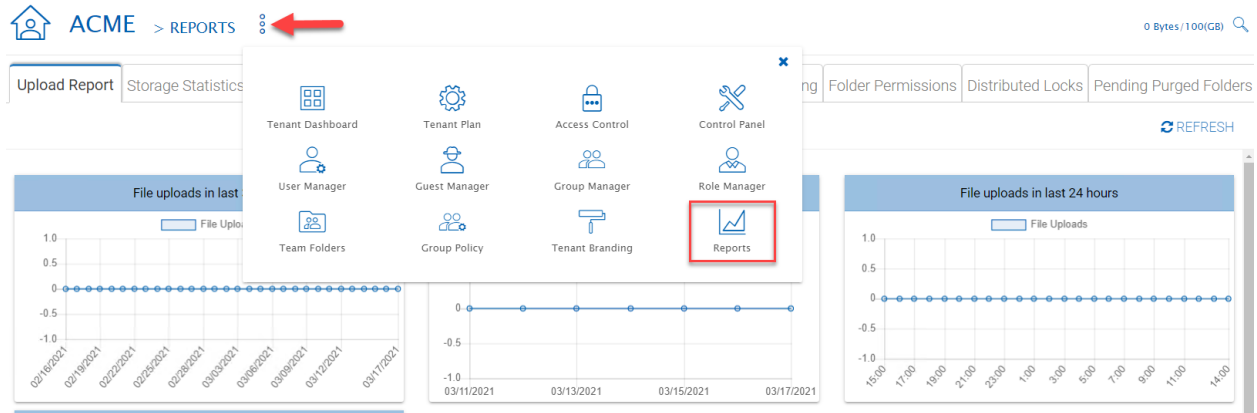 ACME > REPORTS
0 Bytes/100(GB)
Upload Report Storage Statistics ng Folder Permissions Distributed Locks Pending Purged Folders
Tenant Dashboard Tenant Plan Access Control Control Panel
User Manager Guest Manager Group Manager Role Manager
Team Folders Group Policy Tenant Branding Reports
REFRESH
File uploads in last
File Uploa
1.0
0.5
0
-0.5
-1.0
02/16/2021 02/19/2021 02/22/2021 02/25/2021 02/28/2021 03/03/2021 03/06/2021 03/09/2021 03/12/2021 03/17/2021
0
-0.5
-1.0
03/11/2021 03/13/2021 03/15/2021 03/17/2021
File uploads in last 24 hours
File Uploads
1.0
0.5
0
-0.5
-1.0
15:00 17:00 19:00 21:00 23:00 1:00 3:00 5:00 7:00 9:00 11:00 14:00